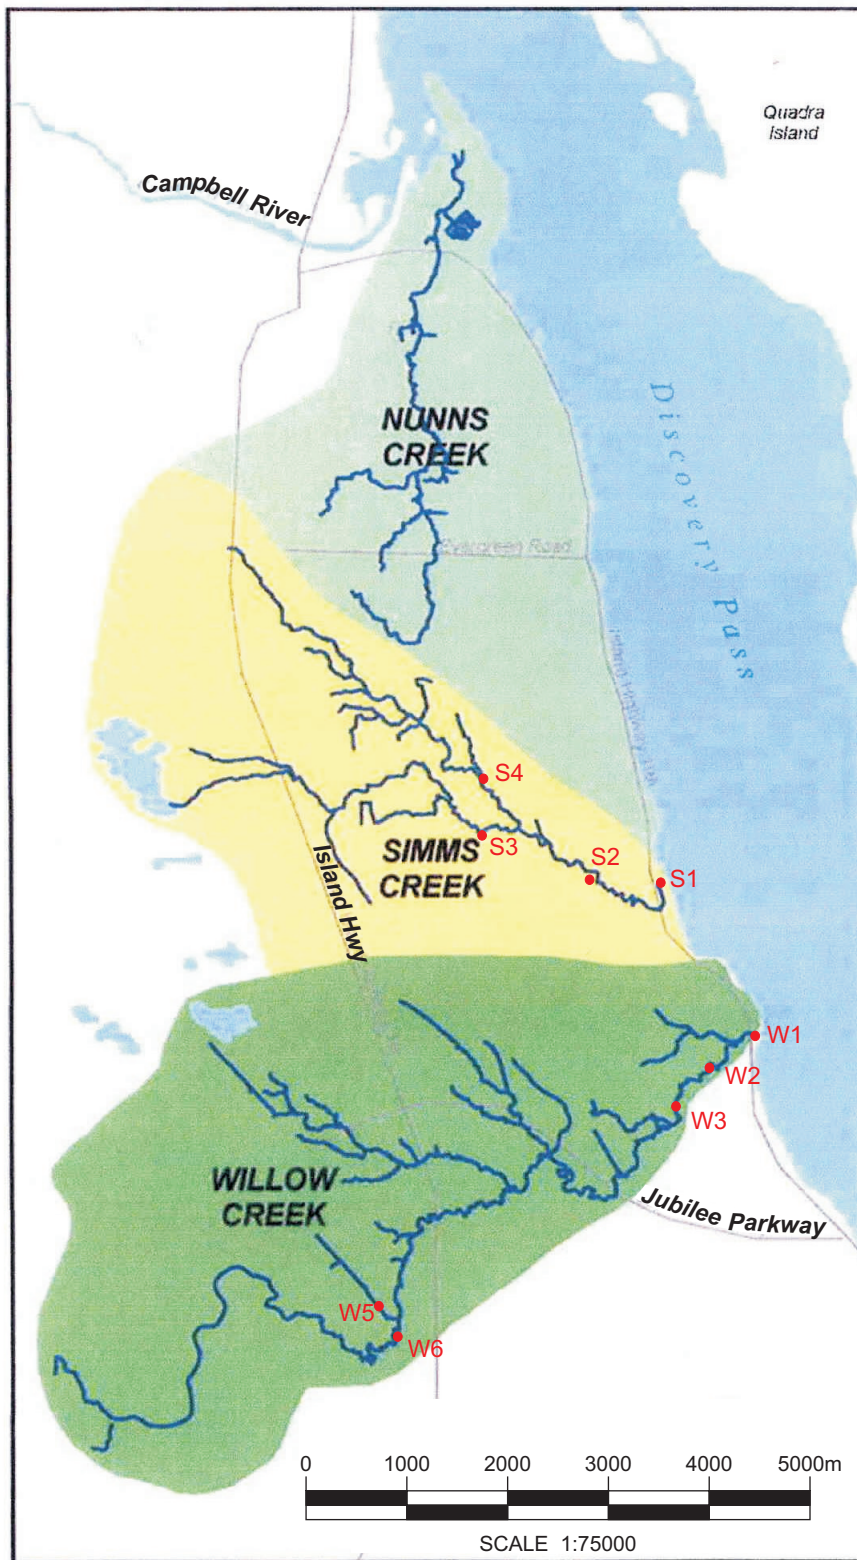 Quadra
Island
Campbell River
NUNNS
CREEK
Discovery Pass
Evergreen Road
S4
S3
SIMMS
CREEK
S2
S1
Island Hwy
W1
W2
W3
WILLOW
CREEK
Jubilee Parkway
W5
W6
0 1000 2000 3000 4000 5000m
SCALE 1:75000